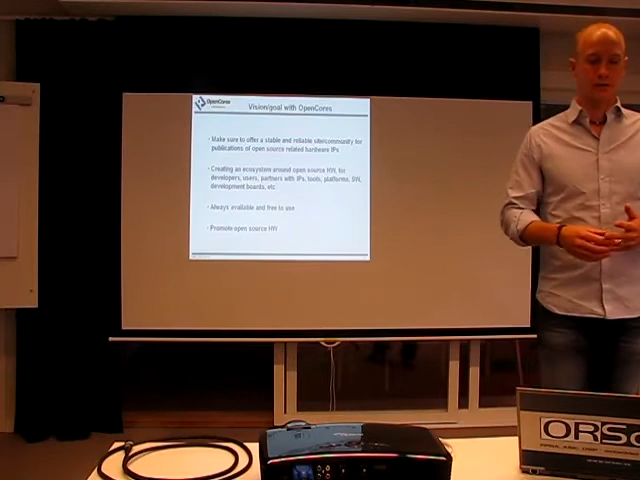 OpenCores
Vision/goal with OpenCores
- Make sure to offer a stable and reliable site/community for
publications of open source related hardware IPs
- Creating an ecosystem around open source HW, for
developers, users, partners with IPs, tools, platforms, SW,
development boards, etc
- Always available and free to use
- Promote open source HW
ORSo